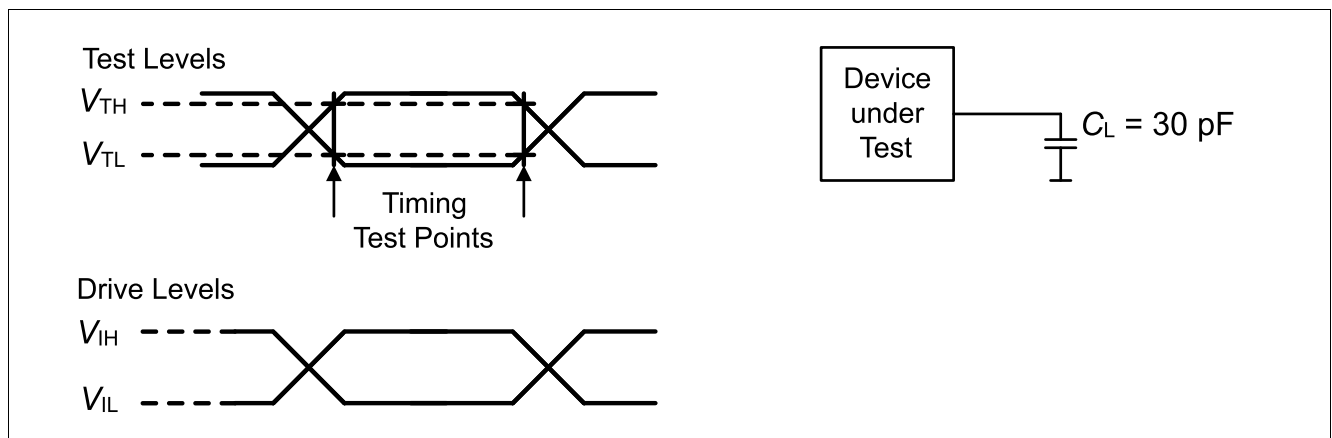 Test Levels
VTH
VTL
Timing
Test Points
Drive Levels
VIH
VIL
Device
under
Test
CL = 30 pF